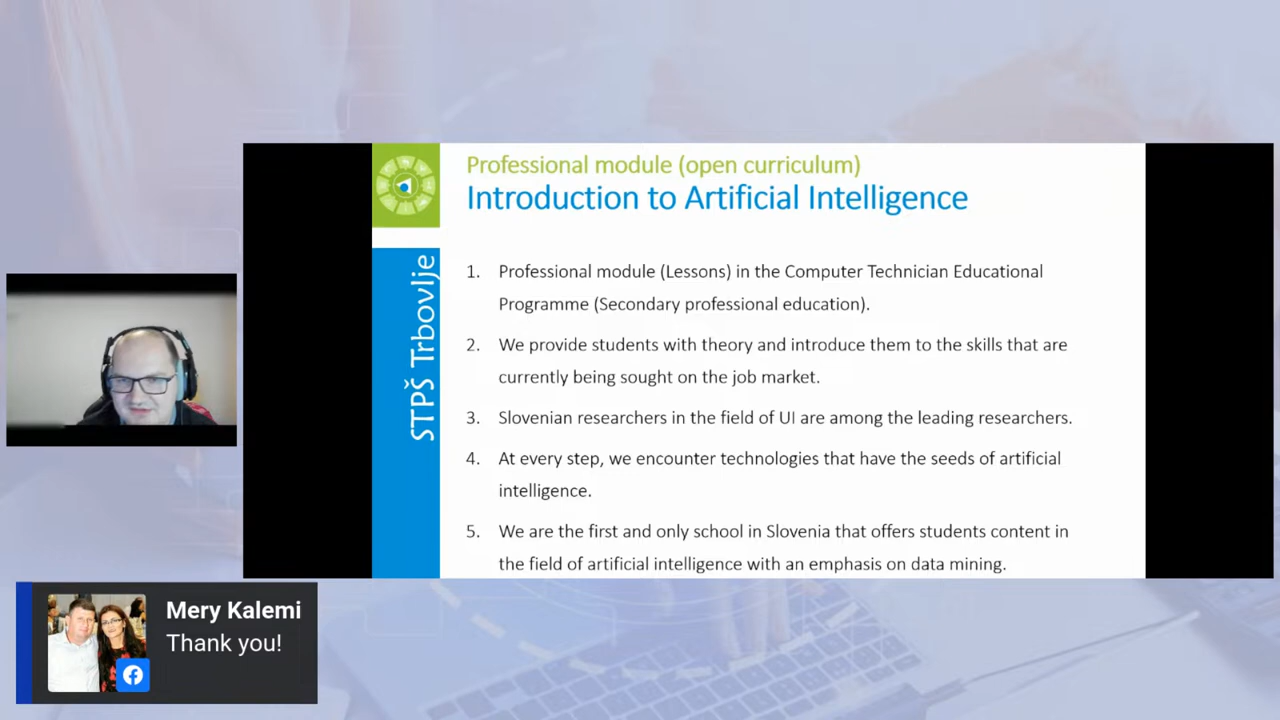 Professional module (open curriculum)
Introduction to Artificial Intelligence
STPŠ Trbovlje
1. Professional module (Lessons) in the Computer Technician Educational
Programme (Secondary professional education).
2. We provide students with theory and introduce them to the skills that are
currently being sought on the job market.
3. Slovenian researchers in the field of UI are among the leading researchers.
4. At every step, we encounter technologies that have the seeds of artificial
intelligence.
5. We are the first and only school in Slovenia that offers students content in
the field of artificial intelligence with an emphasis on data mining.
Mery Kalemi
Thank you!